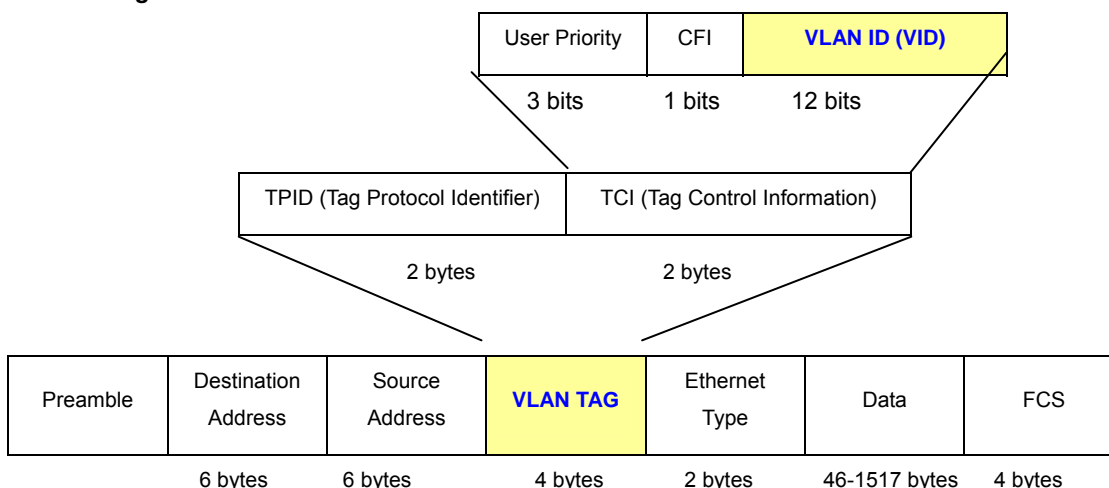 User Priority CFI VLAN ID (VID)
3 bits 1 bits 12 bits
TPID (Tag Protocol Identifier) TCI (Tag Control Information)
2 bytes 2 bytes
Preamble Destination Address Source Address VLAN TAG Ethernet Type Data FCS
6 bytes 6 bytes 4 bytes 2 bytes 46-1517 bytes 4 bytes